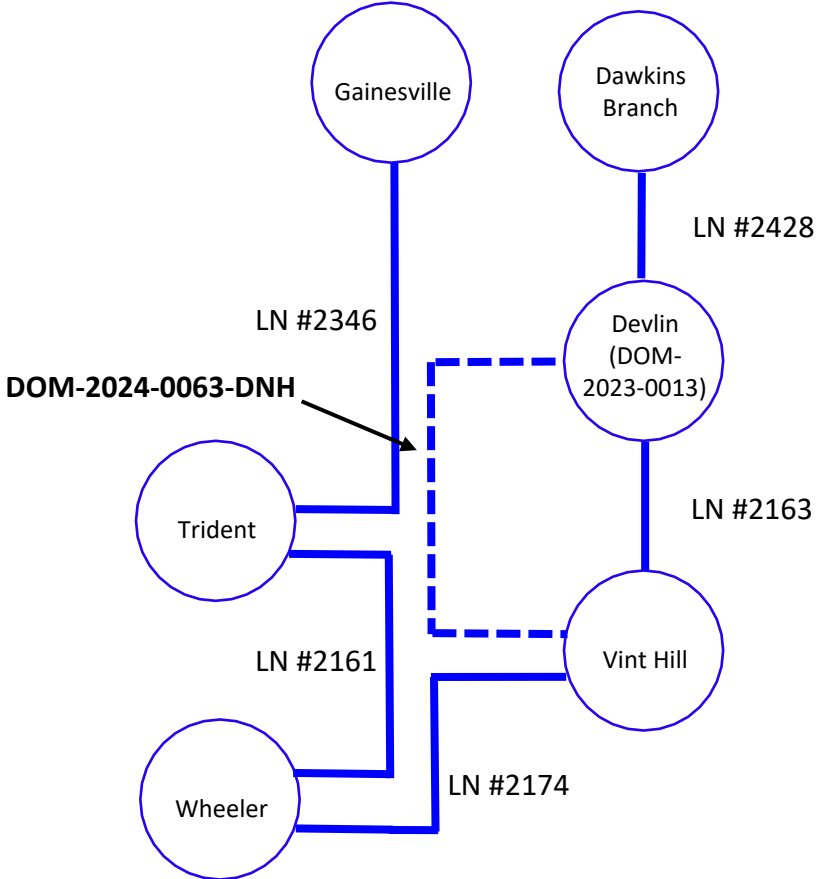 Gainesville
Dawkins
Branch
LN #2428
LN #2346
Devlin
(DOM-
2023-0013)
DOM-2024-0063-DNH
LN #2163
Trident
LN #2161
Vint Hill
LN #2174
Wheeler